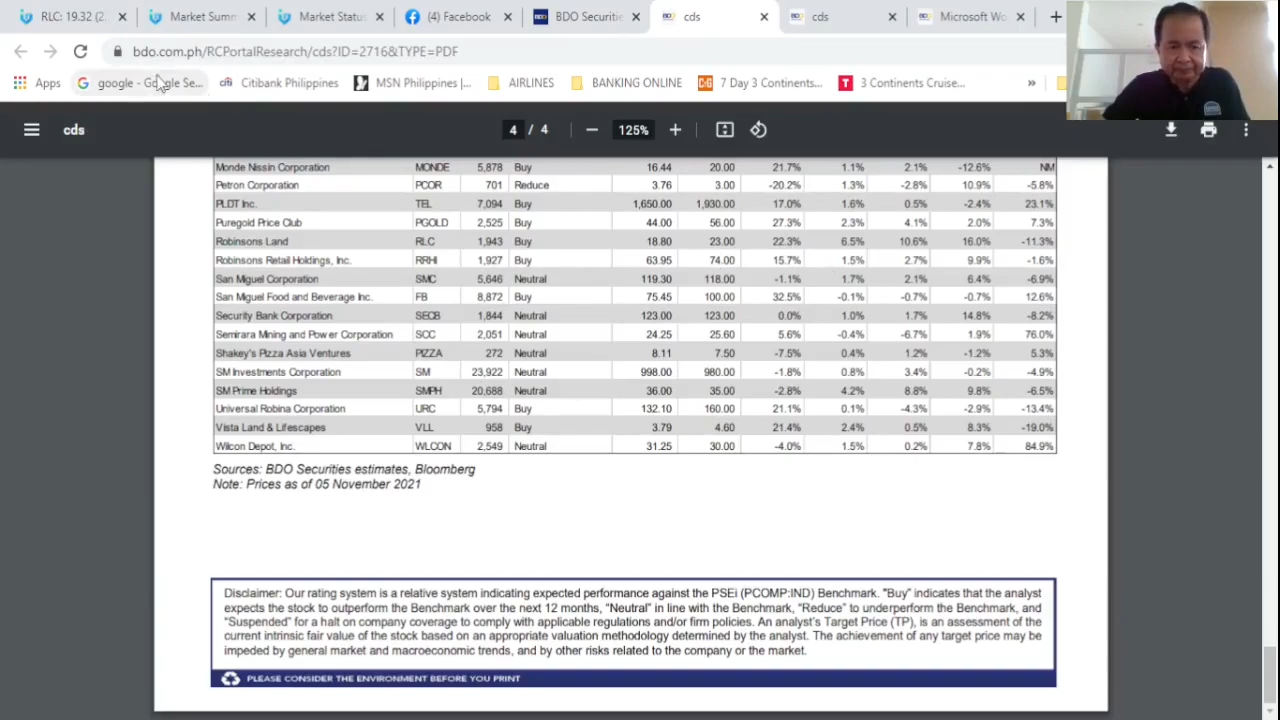 RLC: 19.32 (2.
Market Summ
Market Status
(4) Facebook
BDO Securitie
cds
cds
Microsoft Wo
bdo.com.ph/RCPortalResearch/cds?ID=2716&TYPE=PDF
Apps
google - Google Se...
Citibank Philippines
MSN Philippines |...
AIRLINES
BANKING ONLINE
7 Day 3 Continents...
3 Continents Cruise...
»
cds
4 / 4
125%
Monde Nissin Corporation MONDE 5,878 Buy 16.44 20.00 21.7% 1.1% 2.1% -12.6% NM
Petron Corporation PCOR 701 Reduce 3.76 3.00 -20.2% 1.3% -2.8% 10.9% -5.8%
PLDT Inc. TEL 7,094 Buy 1,650.00 1,930.00 17.0% 1.6% 0.5% -2.4% 23.1%
Puregold Price Club PGOLD 2,525 Buy 44.00 56.00 27.3% 2.3% 4.1% 2.0% 7.3%
Robinsons Land RLC 1,943 Buy 18.80 23.00 22.3% 6.5% 10.6% 16.0% -11.3%
Robinsons Retail Holdings, Inc. RRHI 1,927 Buy 63.95 74.00 15.7% 1.5% 2.7% 9.9% -1.6%
San Miguel Corporation SMC 5,646 Neutral 119.30 118.00 -1.1% 1.7% 2.1% 6.4% -6.9%
San Miguel Food and Beverage Inc. FB 8,872 Buy 75.45 100.00 32.5% -0.1% -0.7% -0.7% 12.6%
Security Bank Corporation SECB 1,844 Neutral 123.00 123.00 0.0% 1.0% 1.7% 14.8% -8.2%
Semirara Mining and Power Corporation SCC 2,051 Neutral 24.25 25.60 5.6% -0.4% -6.7% 1.9% 76.0%
Shakey's Pizza Asia Ventures PIZZA 272 Neutral 8.11 7.50 -7.5% 0.4% 1.2% -1.2% 5.3%
SM Investments Corporation SM 23,922 Neutral 998.00 980.00 -1.8% 0.8% 3.4% -0.2% -4.9%
SM Prime Holdings SMPH 20,688 Neutral 36.00 35.00 -2.8% 4.2% 8.8% 9.8% -6.5%
Universal Robina Corporation URC 5,794 Buy 132.10 160.00 21.1% 0.1% -4.3% -2.9% -13.4%
Vista Land & Lifescapes VLL 958 Buy 3.79 4.60 21.4% 2.4% 0.5% 8.3% -19.0%
Wilcon Depot, Inc. WLCON 2,549 Neutral 31.25 30.00 -4.0% 1.5% 0.2% 7.8% 84.9%
Sources: BDO Securities estimates, Bloomberg
Note: Prices as of 05 November 2021
Disclaimer: Our rating system is a relative system indicating expected performance against the PSEi (PCOMP:IND) Benchmark. "Buy" indicates that the analyst
expects the stock to outperform the Benchmark over the next 12 months, "Neutral" in line with the Benchmark, "Reduce" to underperform the Benchmark, and
"Suspended" for a halt on company coverage to comply with applicable regulations and/or firm policies. An analyst's Target Price (TP), is an assessment of the
current intrinsic fair value of the stock based on an appropriate valuation methodology determined by the analyst. The achievement of any target price may be
impeded by general market and macroeconomic trends, and by other risks related to the company or the market.
PLEASE CONSIDER THE ENVIRONMENT BEFORE YOU PRINT